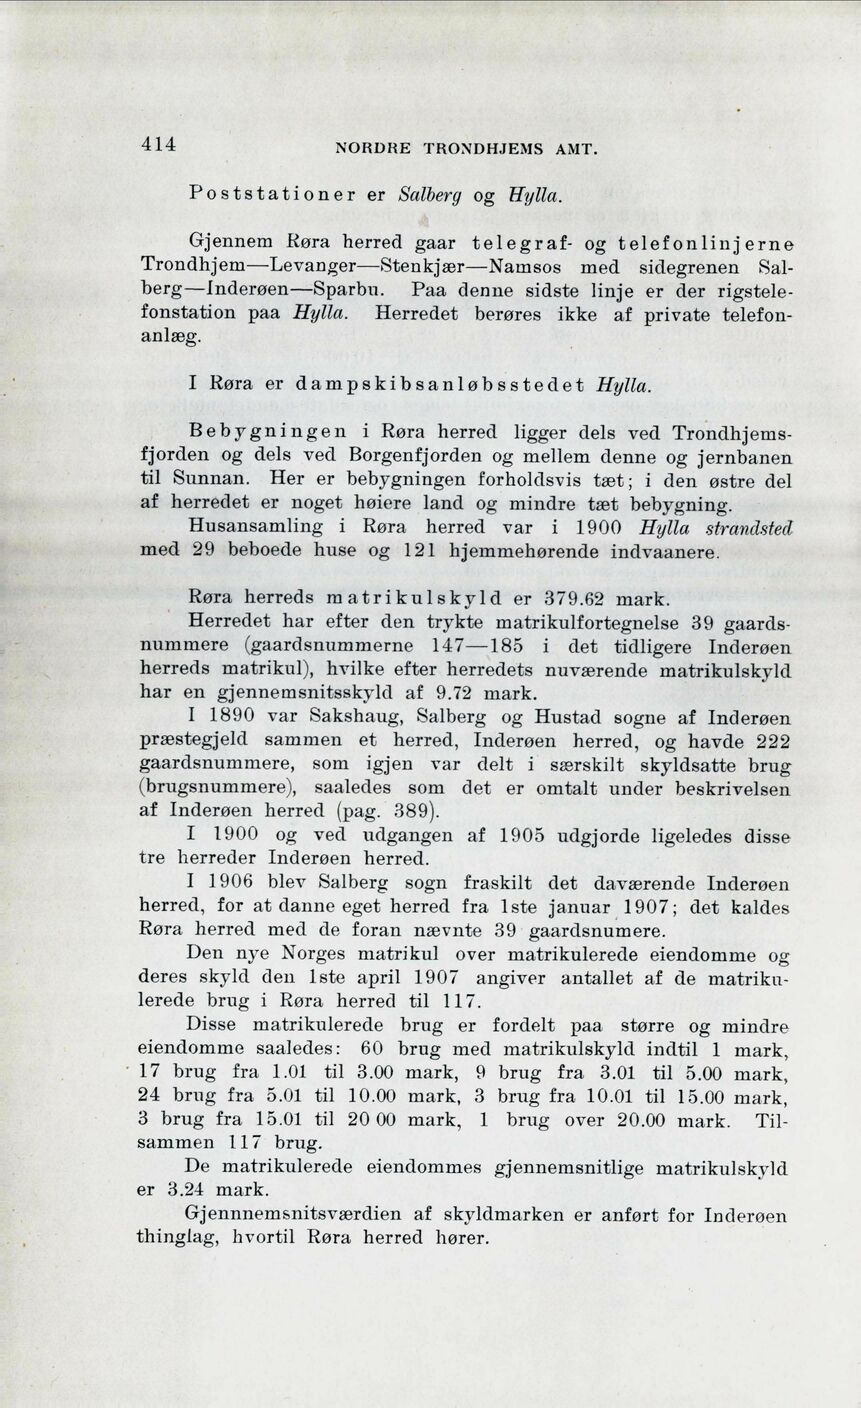 414 NORDRE TRONDHJEMS AMT.
Poststationer er Salberg og Hylla.
Gjennem Røra herred gaar telegraf- og telefonlinjerne
Trondhjem—Levanger—Stenkjær—Namsos med sidegrenen Sal-
berg—Inderøen—Sparbu. Paa denne sidste linje er der rigstele-
fonstation paa Hylla. Herredet berøres ikke af private telefon-
anlæg.
I Røra er dampskibsanløbsstedet Hylla.
Bebygningen i Røra herred ligger dels ved Trondhjems-
fjorden og dels ved Borgenfjorden og mellem denne og jernbanen
til Sunnan. Her er bebygningen forholdsvis tæt; i den østre del
af herredet er noget høiere land og mindre tæt bebygning.
Husansamling i Røra herred var i 1900 Hylla strandsted
med 29 beboede huse og 121 hjemmehørende indvaanere.
Røra herreds matrikulskyld er 379.62 mark.
Herredet har efter den trykte matrikulfortegnelse 39 gaards-
nummere (gaardsnummerne 147—185 i det tidligere Inderøen
herreds matrikul), hvilke efter herredets nuværende matrikulskyld
har en gjennemsnitsskyld af 9.72 mark.
I 1890 var Sakshaug, Salberg og Hustad sogne af Inderøen
præstegjeld sammen et herred, Inderøen herred, og havde 222
gaardsnummere, som igjen var delt i særskilt skyldsatte brug
(brugsnummere), saaledes som det er omtalt under beskrivelsen
af Inderøen herred (pag. 389).
I 1900 og ved udgangen af 1905 udgjorde ligeledes disse
tre herreder Inderøen herred.
I 1906 blev Salberg sogn fraskilt det daværende Inderøen
herred, for at danne eget herred fra 1ste januar 1907; det kaldes
Røra herred med de foran nævnte 39 gaardsnumere.
Den nye Norges matrikul over matrikulerede eiendomme og
deres skyld den 1ste april 1907 angiver antallet af de matriku-
lerede brug i Røra herred til 117.
Disse matrikulerede brug er fordelt paa større og mindre
eiendomme saaledes: 60 brug med matrikulskyld indtil 1 mark,
17 brug fra 1.01 til 3.00 mark, 9 brug fra 3.01 til 5.00 mark,
24 brug fra 5.01 til 10.00 mark, 3 brug fra 10.01 til 15.00 mark,
3 brug fra 15.01 til 20 00 mark, 1 brug over 20.00 mark. Til-
sammen 117 brug.
De matrikulerede eiendommes gjennemsnitlige matrikulskyld
er 3.24 mark.
Gjennnemsnitsværdien af skyldmarken er anført for Inderøen
thinglag, hvortil Røra herred hører.